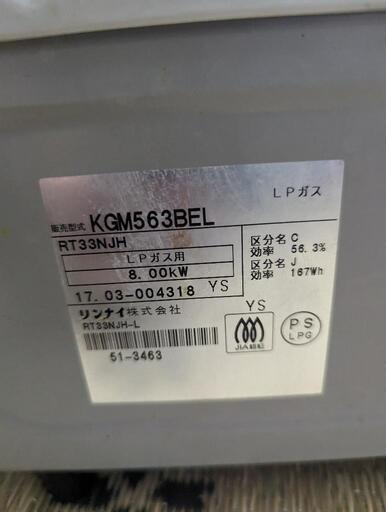 LPガス
販売型式 KGM563BEL
RT33NJH
LPガス用
8.00kW
区分名 C
効率 56.3%
区分名 J
効率 167Wh
17.03-004318 YS
リンナイ株式会社
RT33NJH-L
51-3463
YS
JIA
PS
LPG